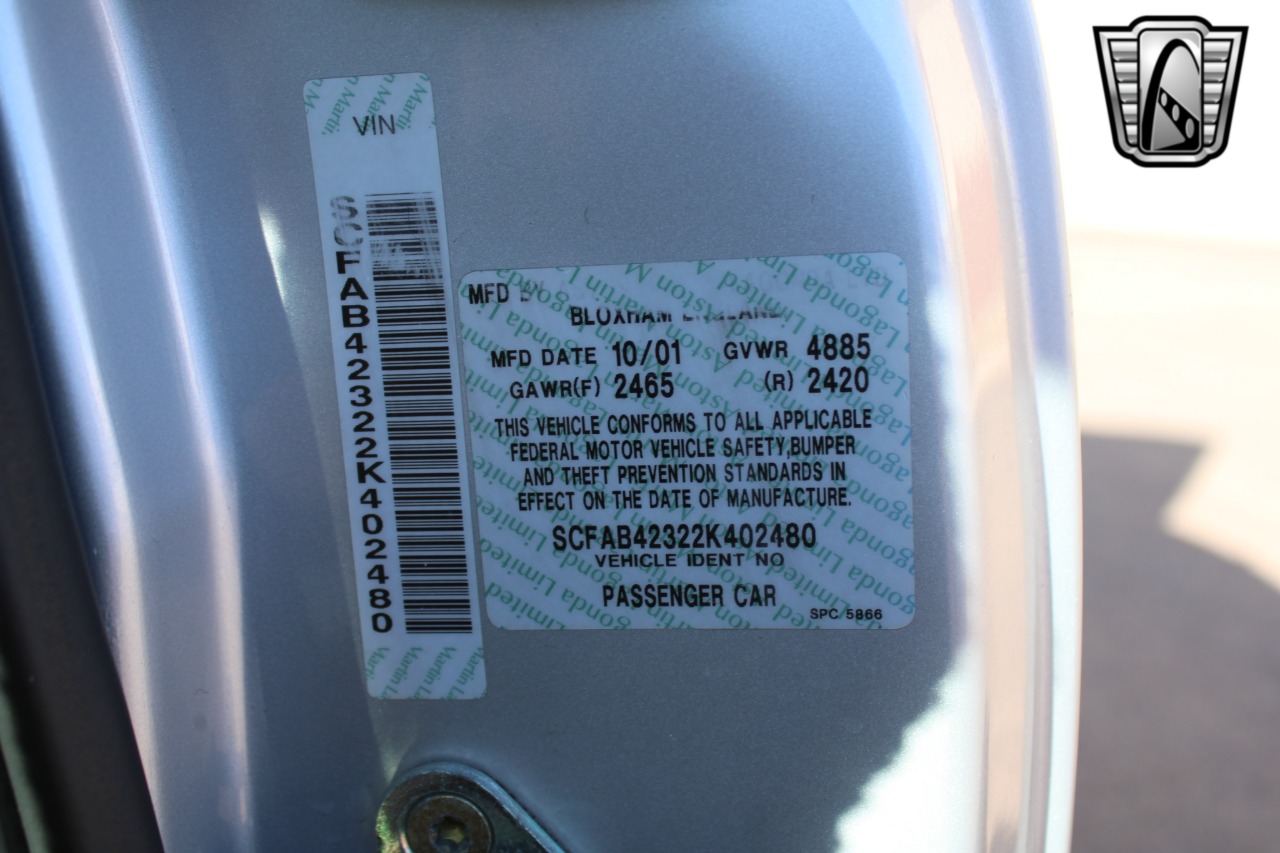 VIN
SCFAB42322K402480
MFD
BLOXHAM ENGLAND
MFD DATE 10/01 GVWR 4885
GAWR(F) 2465 (R) 2420
THIS VEHICLE CONFORMS TO ALL APPLICABLE
FEDERAL MOTOR VEHICLE SAFETY,BUMPER
AND THEFT PREVENTION STANDARDS IN
EFFECT ON THE DATE OF MANUFACTURE.
SCFAB42322K402480
VEHICLE IDENT NO
PASSENGER CAR
SPC 5866